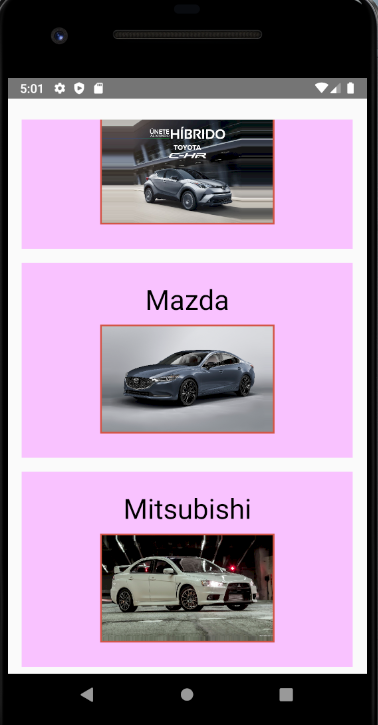 5:01
ÚNETE HÍBRIDO
TOYOTA
C-HR
Mazda
Mitsubishi